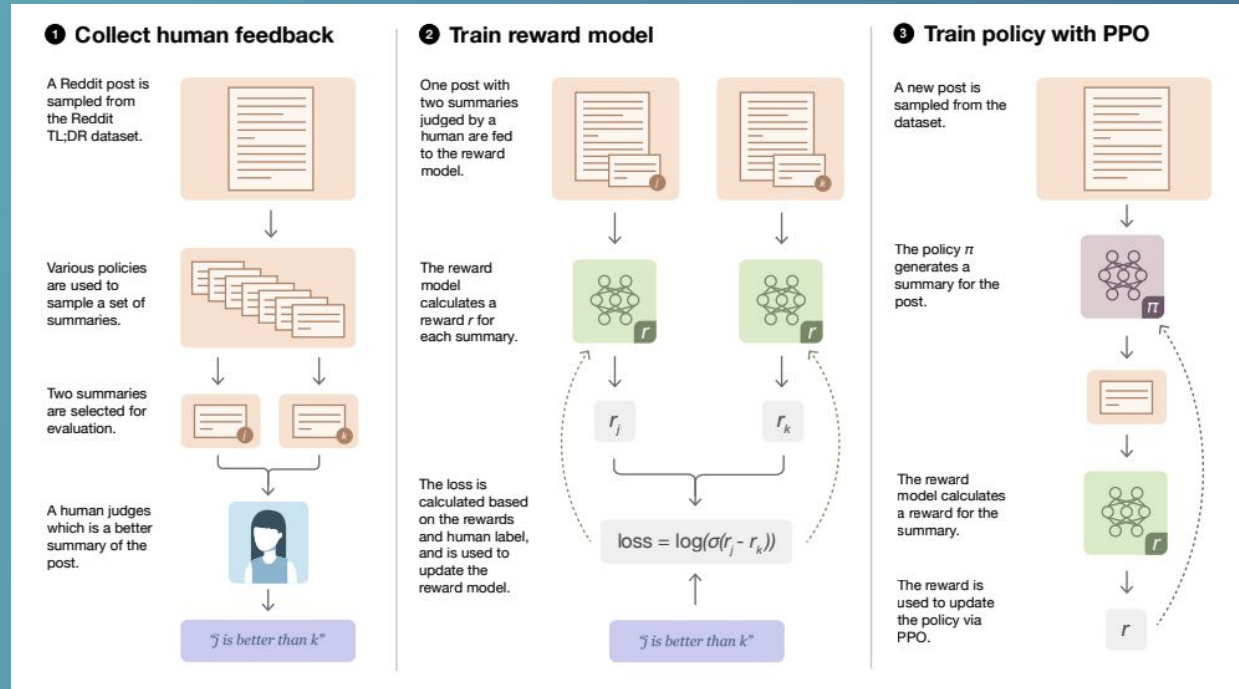 1 Collect human feedback
A Reddit post is
sampled from
the Reddit
TL;DR dataset.
Various policies
are used to
sample a set of
summaries.
Two summaries
are selected for
evaluation.
j
k
A human judges
which is a better
summary of the
post.
"j is better than k"
2 Train reward model
One post with
two summaries
judged by a
human are fed
to the reward
model.
j
k
The reward
model
calculates a
reward r for
each summary.
r
r
r_j
r_k
The loss is
calculated based
on the rewards
and human label,
and is used to
update the
reward model.
loss = log(σ(r_j - r_k))
"j is better than k"
3 Train policy with PPO
A new post is
sampled from the
dataset.
The policy π
generates a
summary for the
post.
π
The reward
model calculates
a reward for the
summary.
r
The reward is
used to update
the policy via
PPO.
r